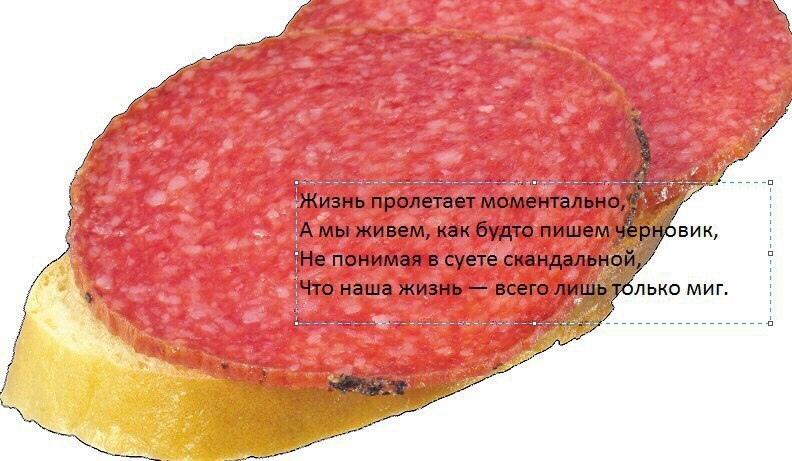 Жизнь пролетает моментально,
А мы живем, как будто пишем черновик,
Не понимая в суете скандальной,
Что наша жизнь — всего лишь только миг.